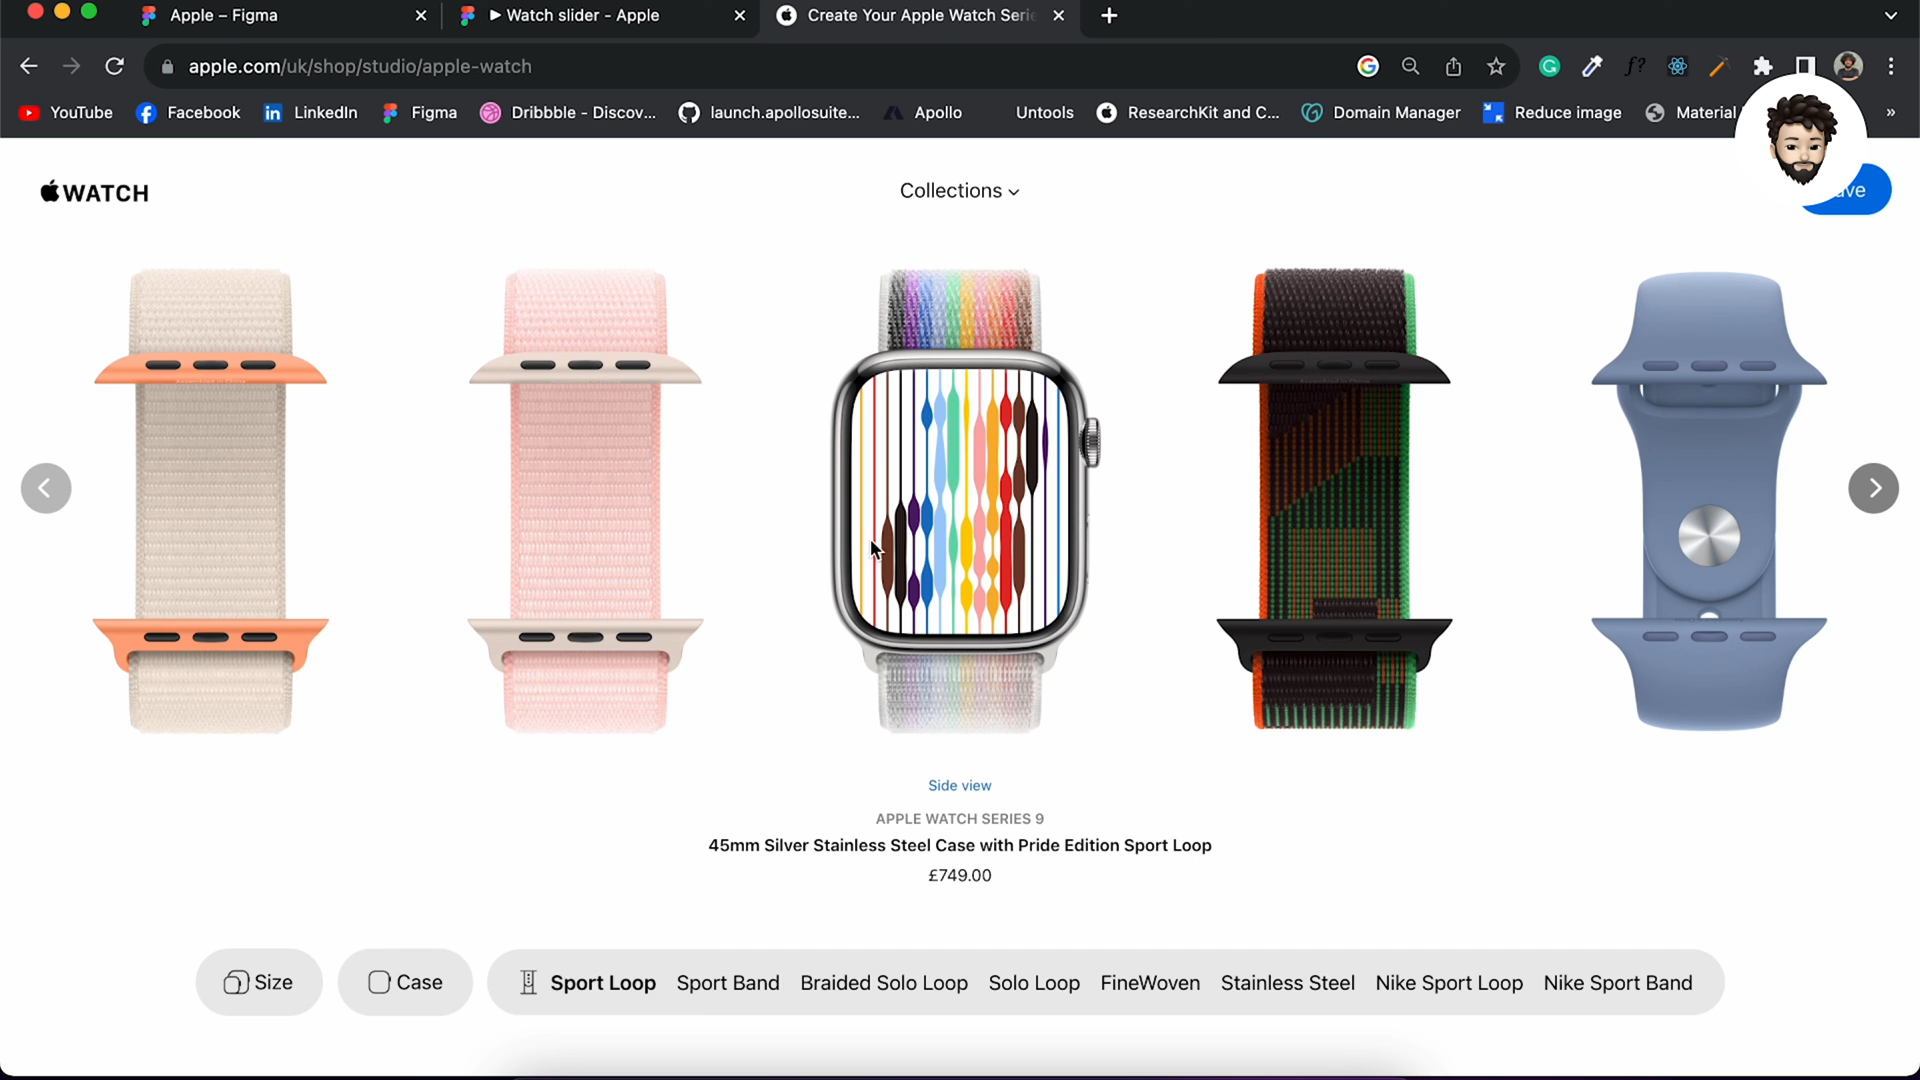 Apple – Figma
Watch slider - Apple
Create Your Apple Watch Serie
apple.com/uk/shop/studio/apple-watch
YouTube
Facebook
LinkedIn
Figma
Dribbble - Discov...
launch.apollosuite...
Apollo
Untools
ResearchKit and C...
Domain Manager
Reduce image
Material
WATCH
Collections
Side view
APPLE WATCH SERIES 9
45mm Silver Stainless Steel Case with Pride Edition Sport Loop
£749.00
Size
Case
Sport Loop
Sport Band
Braided Solo Loop
Solo Loop
FineWoven
Stainless Steel
Nike Sport Loop
Nike Sport Band